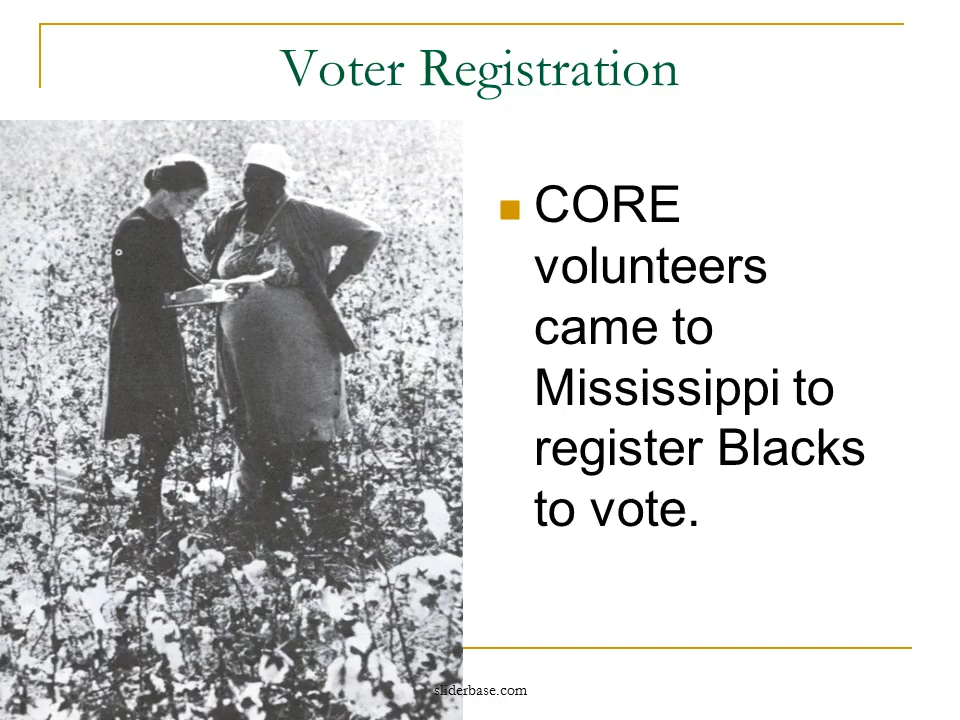 Voter Registration
CORE
volunteers
came to
Mississippi to
register Blacks
to vote.
sliderbase.com